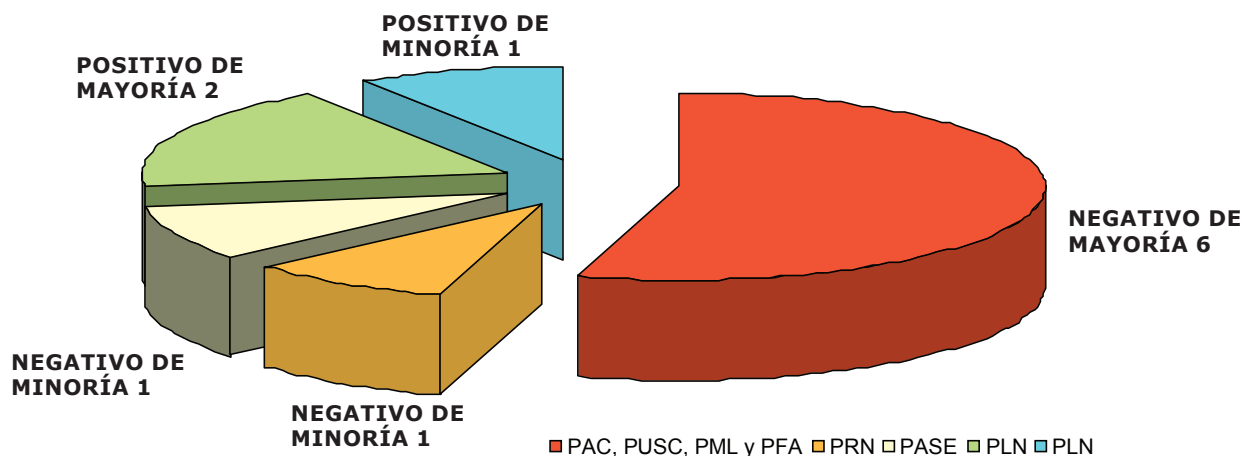 POSITIVO DE
MINORÍA 1
POSITIVO DE
MAYORÍA 2
NEGATIVO DE
MAYORÍA 6
NEGATIVO DE
MINORÍA 1
NEGATIVO DE
MINORÍA 1
PAC, PUSC, PML y PFA PRN PASE PLN PLN